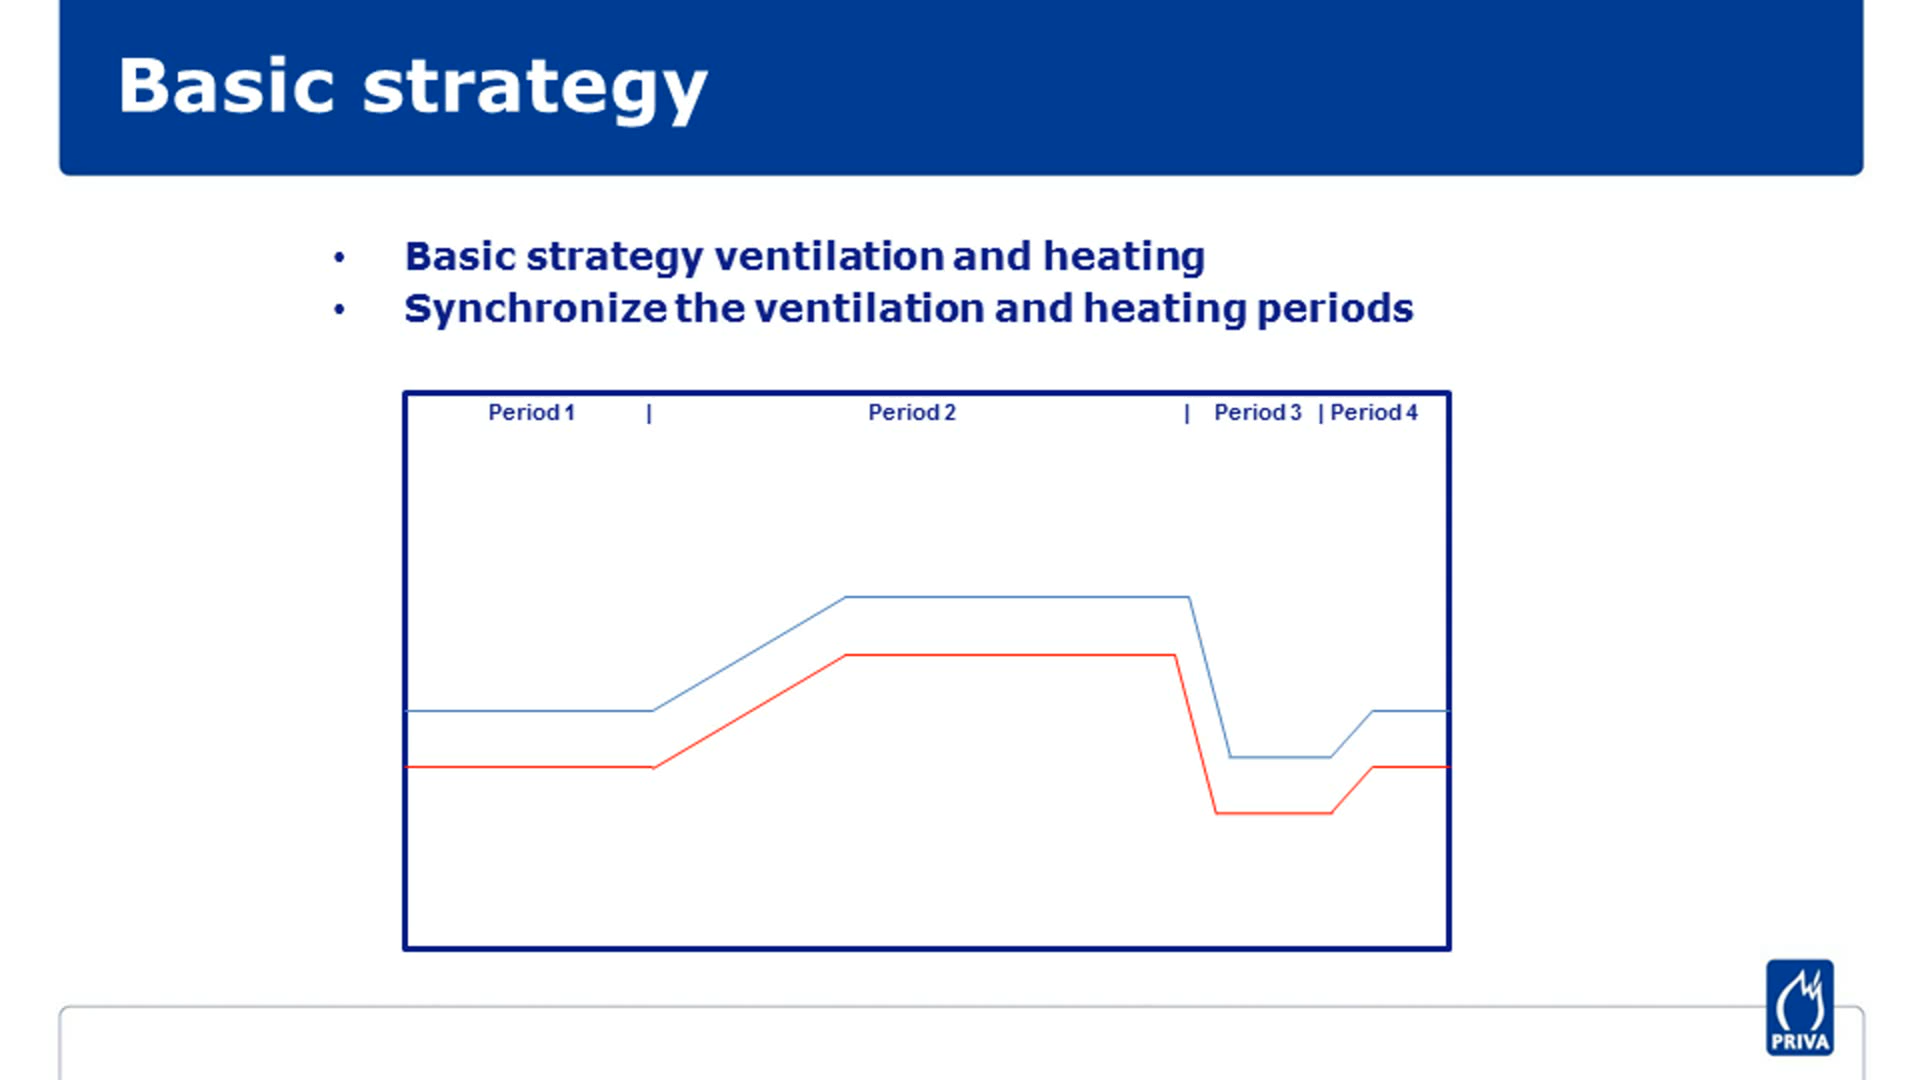 Basic strategy
• Basic strategy ventilation and heating
• Synchronize the ventilation and heating periods
Period 1 | Period 2 | Period 3 | Period 4
PRIVA